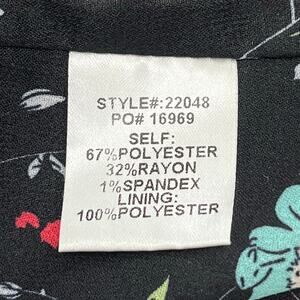 STYLE#:22048
PO# 16969
SELF:
67%POLYESTER
32%RAYON
1%SPANDEX
LINING:
100%POLYESTER